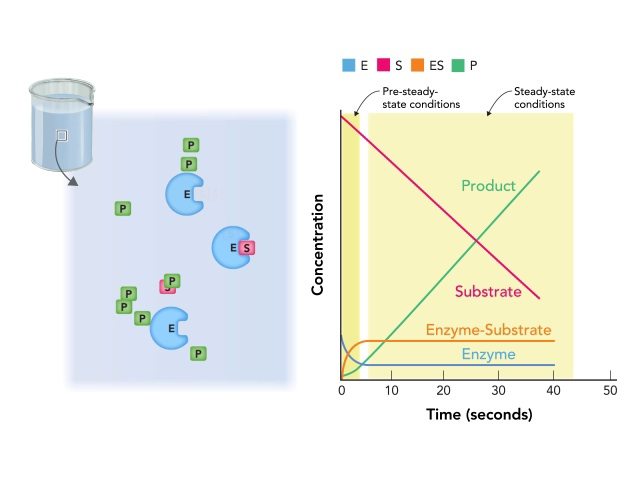 E S ES P
Pre-steady-
state conditions
Steady-state
conditions
P
P
E
P
E S
P
P
P
P
E
P
Concentration
Product
Substrate
Enzyme-Substrate
Enzyme
0 10 20 30 40 50
Time (seconds)